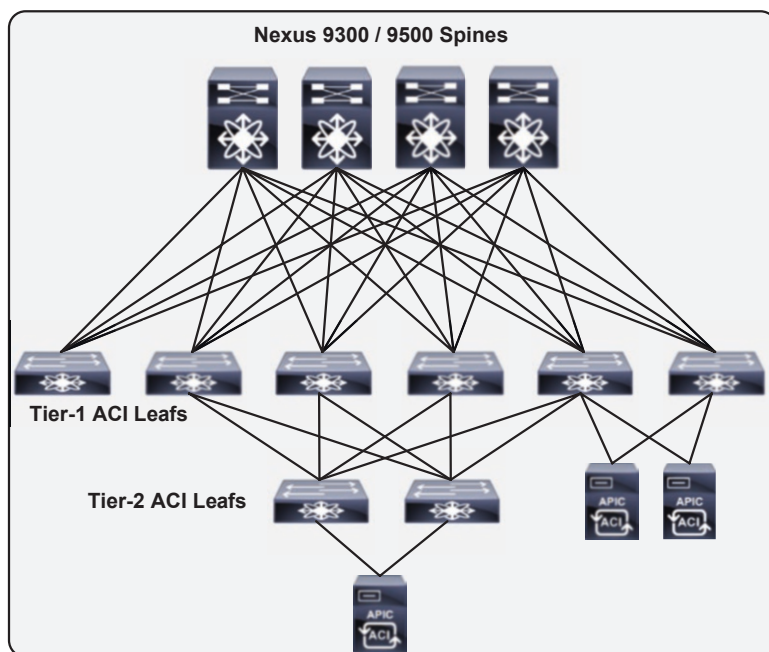 Nexus 9300 / 9500 Spines
Tier-1 ACI Leafs
Tier-2 ACI Leafs
APIC
ACI
APIC
ACI
APIC
ACI